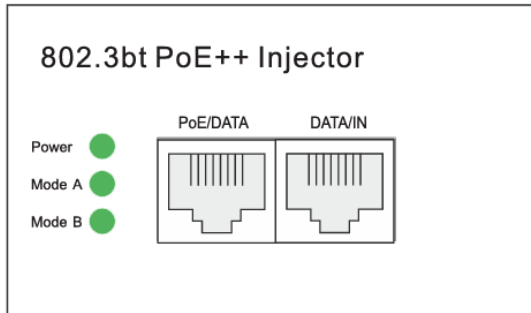 802.3bt PoE++ Injector
PoE/DATA DATA/IN
Power
Mode A
Mode B